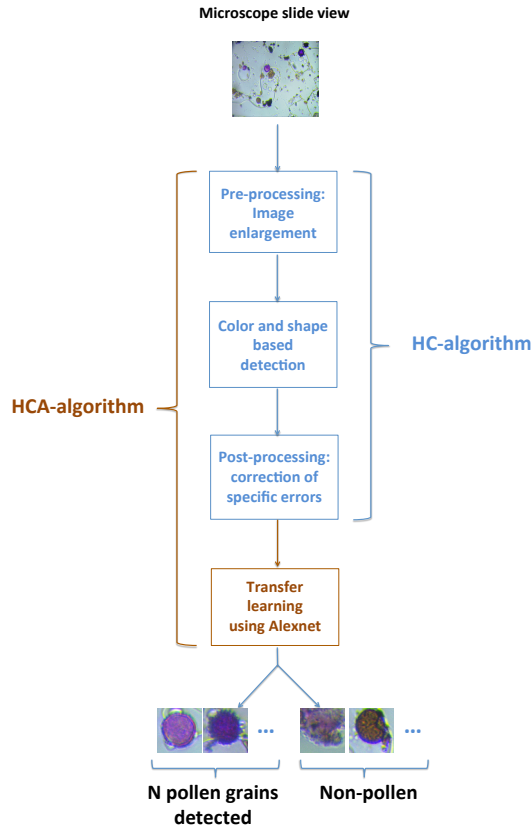 Microscope slide view
Pre-processing:
Image
enlargement
Color and shape
based
detection
HC-algorithm
HCA-algorithm
Post-processing:
correction of
specific errors
Transfer
learning
using Alexnet
...
...
N pollen grains
detected
Non-pollen